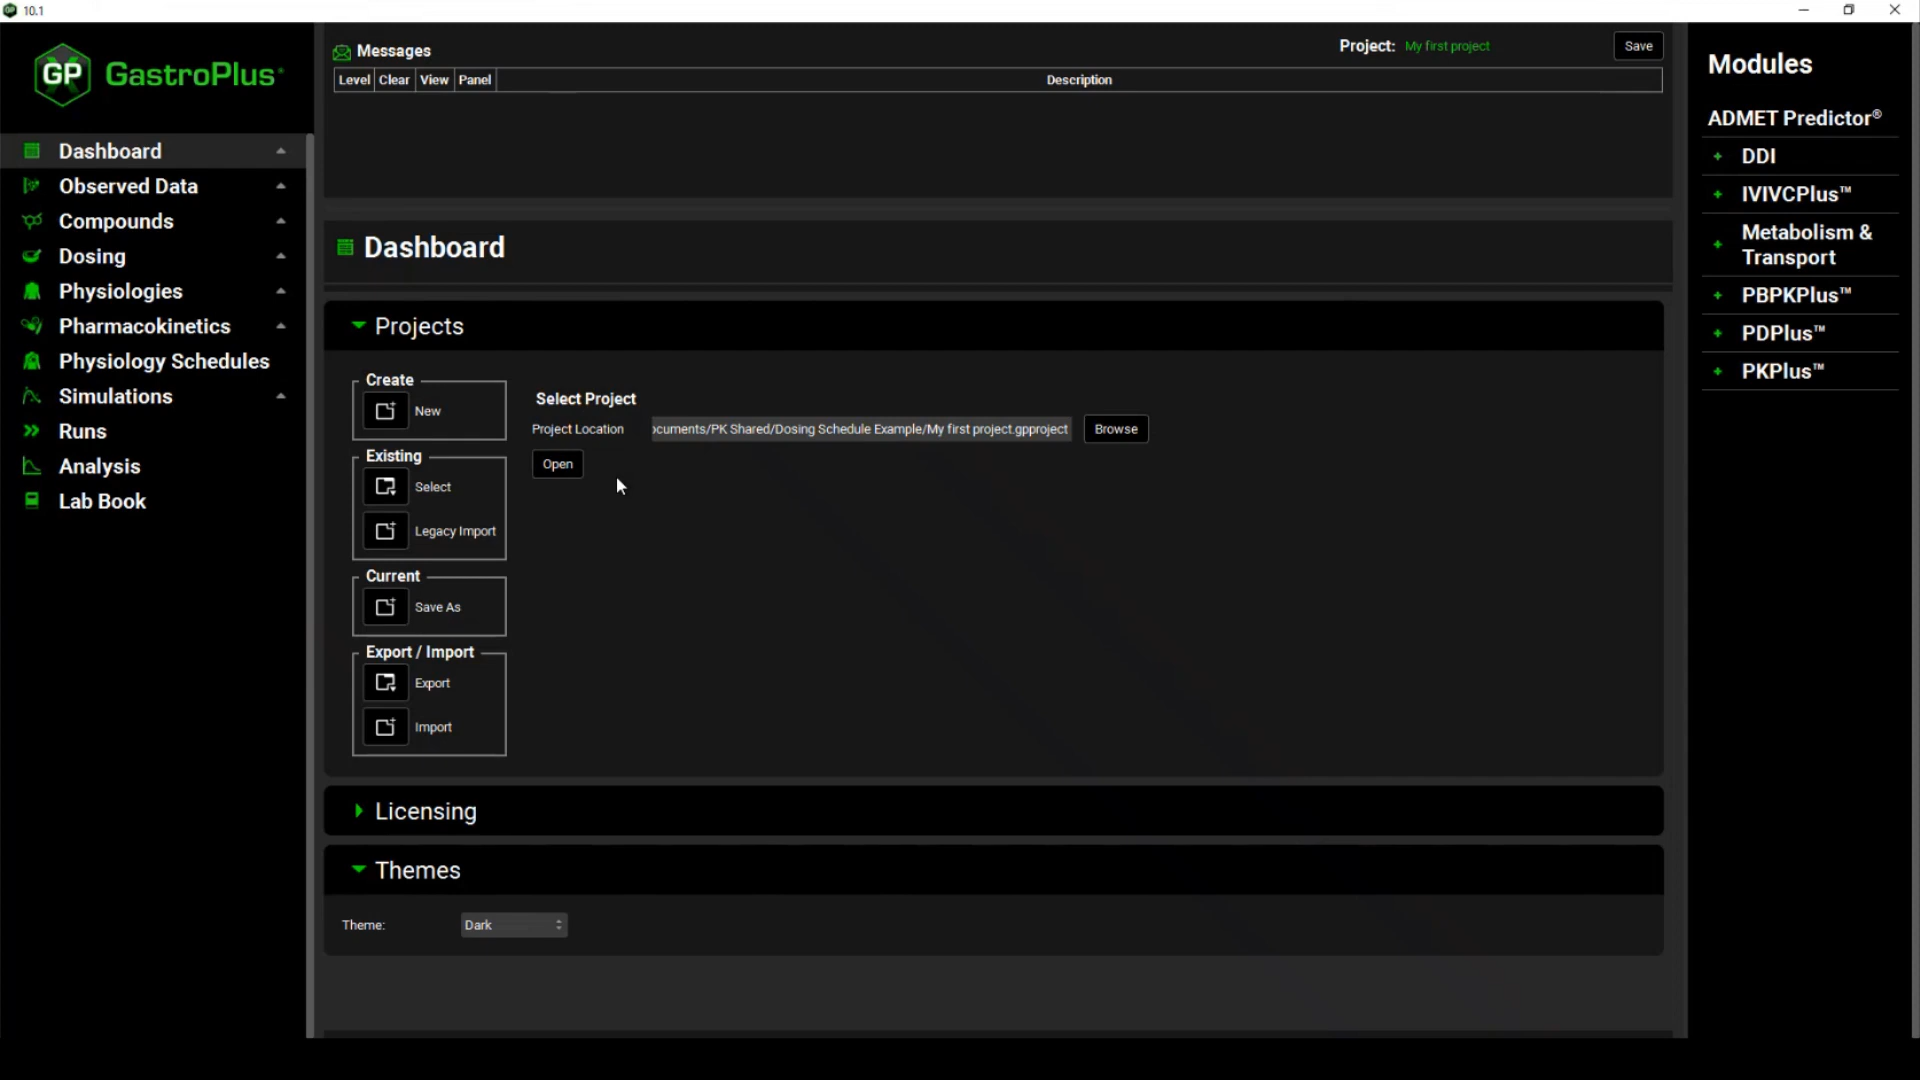 10.1
GP GastroPlus®
Dashboard
Observed Data
Compounds
Dosing
Physiologies
Pharmacokinetics
Physiology Schedules
Simulations
Runs
Analysis
Lab Book
Messages
Project: My first project
Save
Level Clear View Panel Description
Dashboard
Projects
Create
New
Existing
Select
Legacy Import
Current
Save As
Export / Import
Export
Import
Select Project
Project Location ocuments/PK Shared/Dosing Schedule Example/My first project.gpproject Browse
Open
Licensing
Themes
Theme: Dark
Modules
ADMET Predictor®
+ DDI
+ IVIVCPlus™
+ Metabolism &
Transport
+ PBPKPlus™
+ PDPlus™
+ PKPlus™